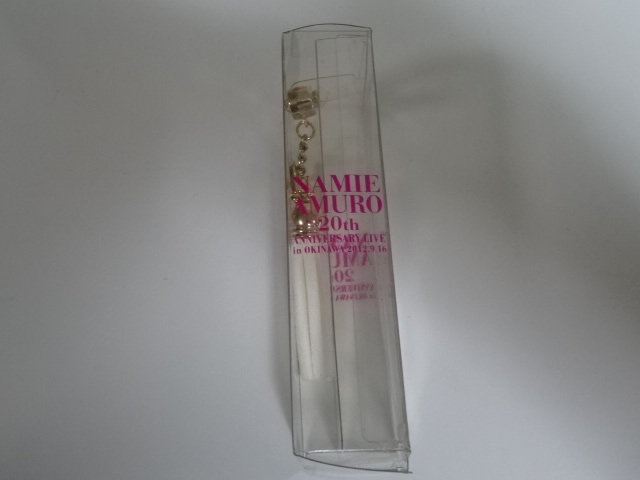 NAMIE
AMURO
20th
ANNIVERSARY LIVE
in OKINAWA 2012.9.16